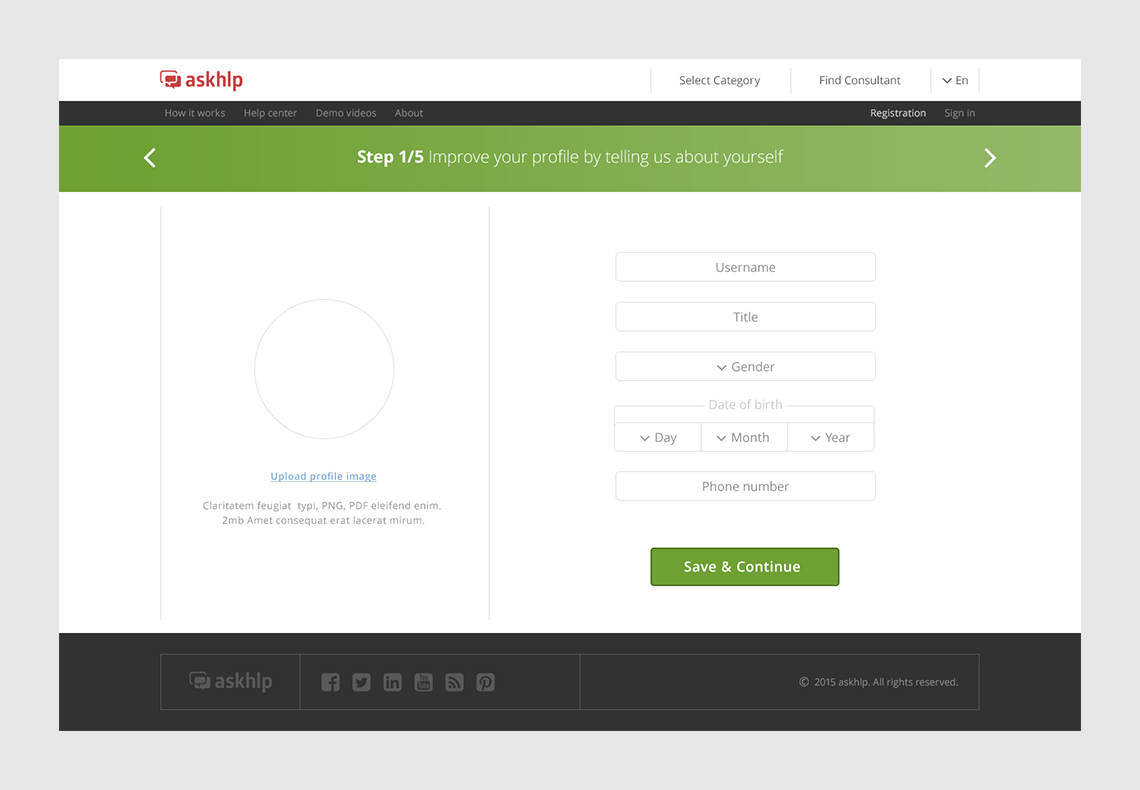 askhlp
Select Category
Find Consultant
En
How it works
Help center
Demo videos
About
Registration
Sign in
Step 1/5 Improve your profile by telling us about yourself
Upload profile image
Claritatem feugiat typi, PNG, PDF eleifend enim.
2mb Amet consequat erat lacerat mirum.
Username
Title
Gender
Date of birth
Day
Month
Year
Phone number
Save & Continue
askhlp
You Tube
© 2015 askhlp. All rights reserved.